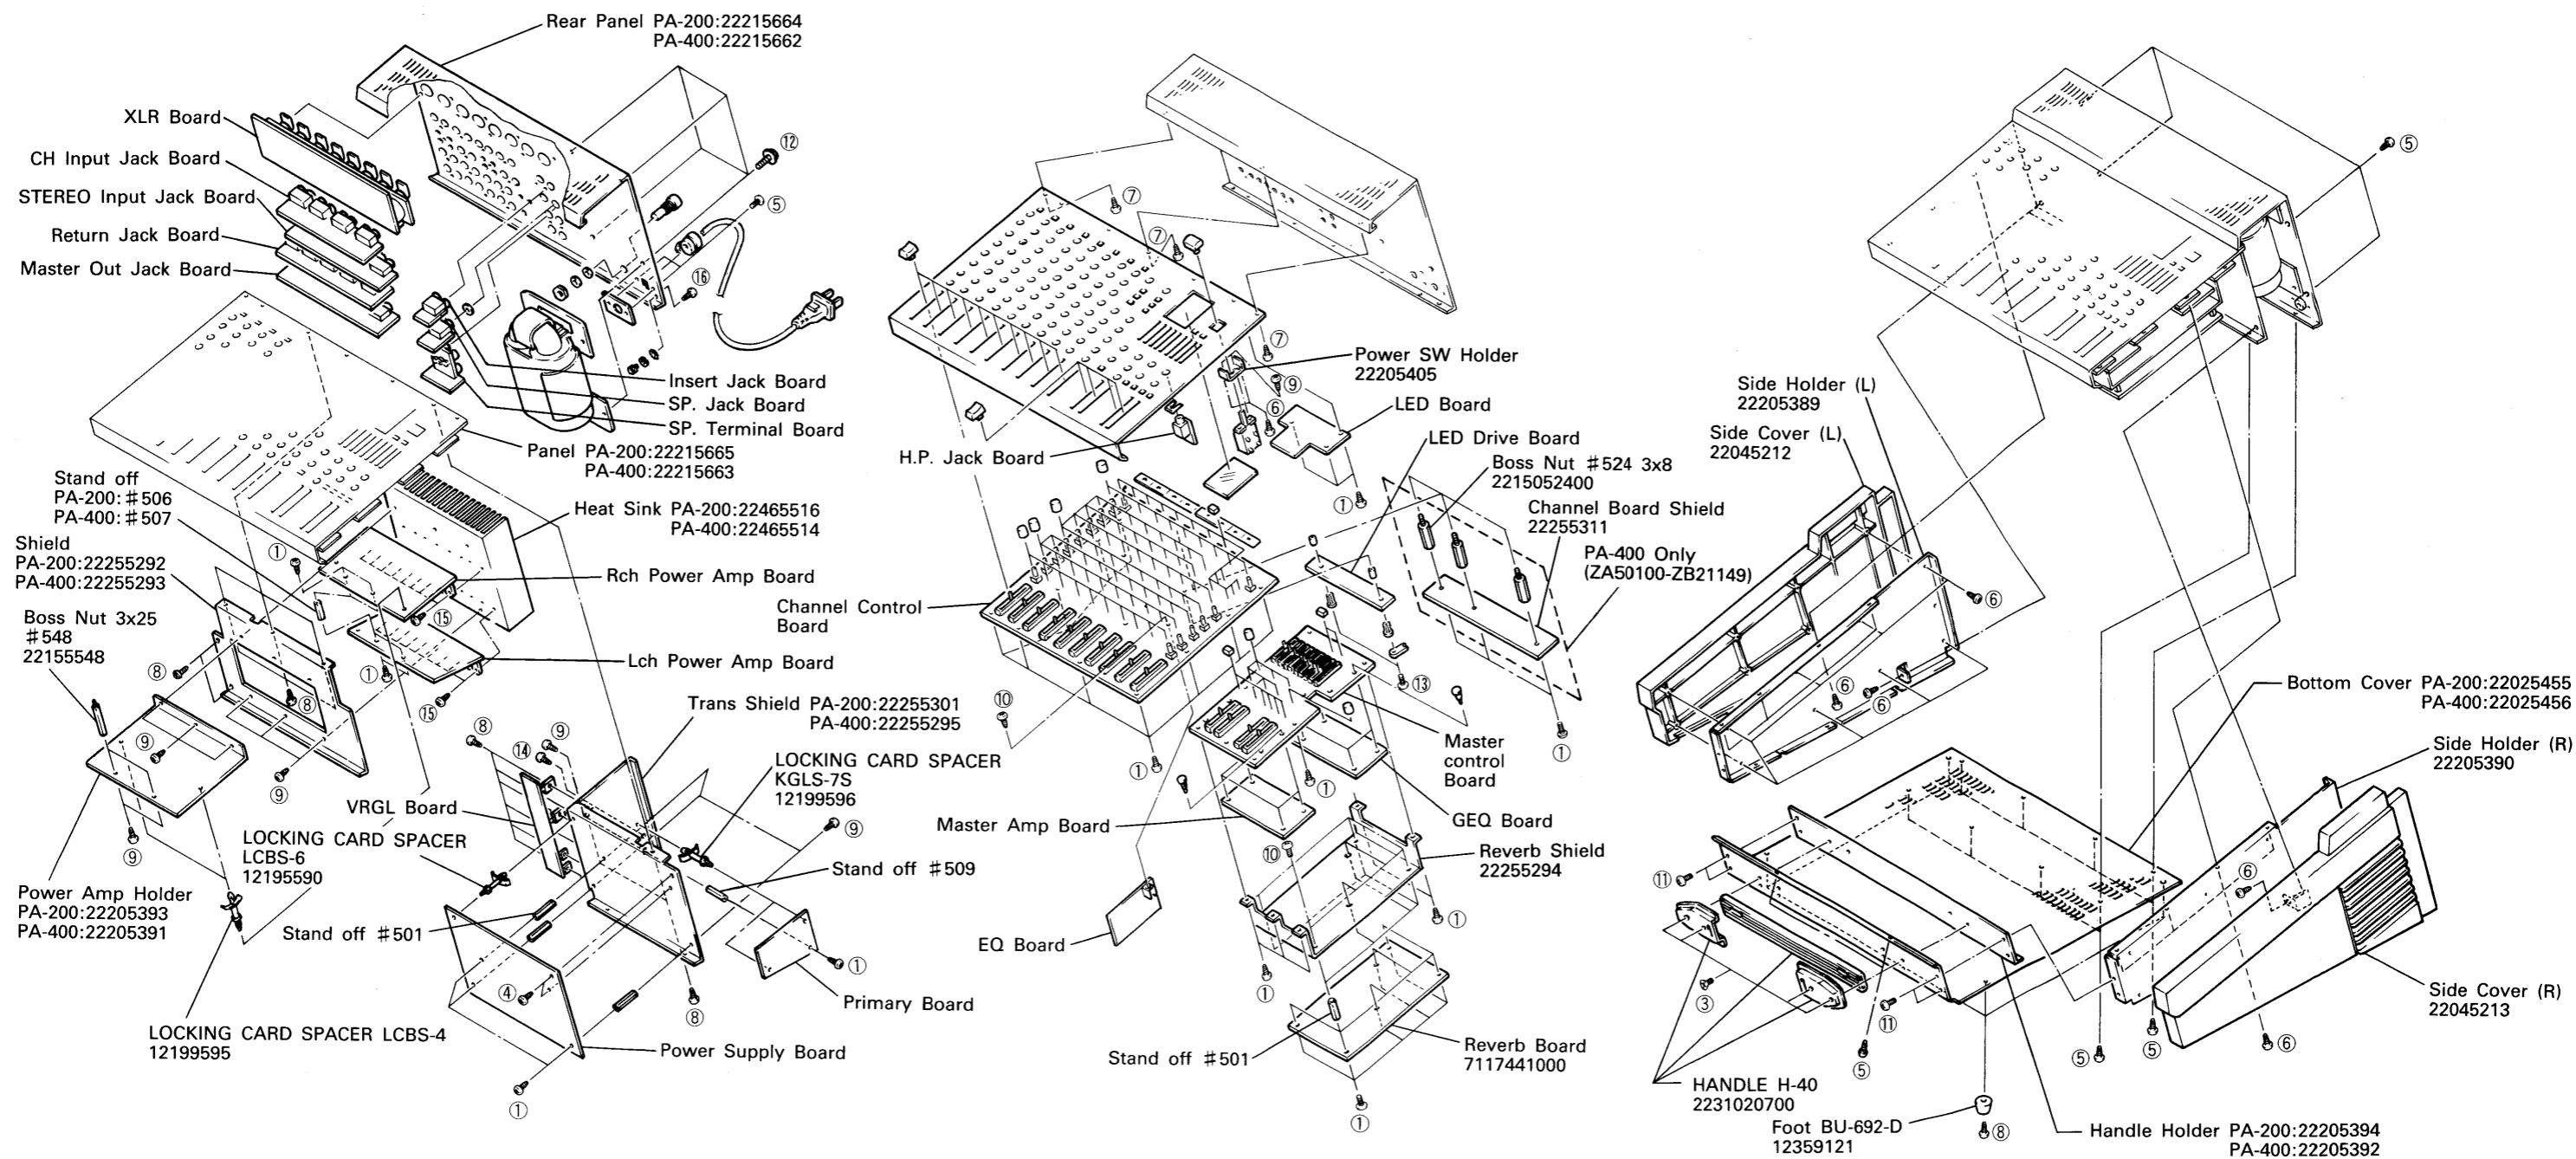 Rear Panel PA-200:22215664
PA-400:22215662
XLR Board
CH Input Jack Board
STEREO Input Jack Board
Return Jack Board
Master Out Jack Board
⑫
⑤
⑯
Insert Jack Board
SP. Jack Board
SP. Terminal Board
Panel PA-200:22215665
PA-400:22215663
Stand off
PA-200:#506
PA-400:#507
Heat Sink PA-200:22465516
PA-400:22465514
Shield
PA-200:22255292
PA-400:22255293
①
Rch Power Amp Board
⑮
Boss Nut 3x25
#548
22155548
Lch Power Amp Board
⑧
①
⑧
⑮
⑨
⑨
⑨
Trans Shield PA-200:22255301
PA-400:22255295
⑧
⑨
⑭
LOCKING CARD SPACER
KGLS-7S
12199596
VRGL Board
⑨
LOCKING CARD SPACER
LCBS-6
12195590
Stand off #509
Power Amp Holder
PA-200:22205393
PA-400:22205391
Stand off #501
①
④
⑧
Primary Board
LOCKING CARD SPACER LCBS-4
12199595
Power Supply Board
①
⑦
⑦
⑦
Power SW Holder
22205405
⑨
⑥
LED Board
LED Drive Board
H.P. Jack Board
Boss Nut #524 3x8
2215052400
①
Channel Board Shield
22255311
PA-400 Only
(ZA50100-ZB21149)
Channel Control
Board
⑬
⑩
①
①
①
Master
control
Board
Master Amp Board
GEQ Board
⑩
Reverb Shield
22255294
EQ Board
①
①
Stand off #501
Reverb Board
7117441000
①
⑤
Side Holder (L)
22205389
Side Cover (L)
22045212
⑥
⑥
⑥
Bottom Cover PA-200:22025455
PA-400:22025456
Side Holder (R)
22205390
⑪
⑥
③
⑪
⑤
Side Cover (R)
22045213
⑤
⑤
⑥
HANDLE H-40
2231020700
Foot BU-692-D
12359121
⑧
Handle Holder PA-200:22205394
PA-400:22205392